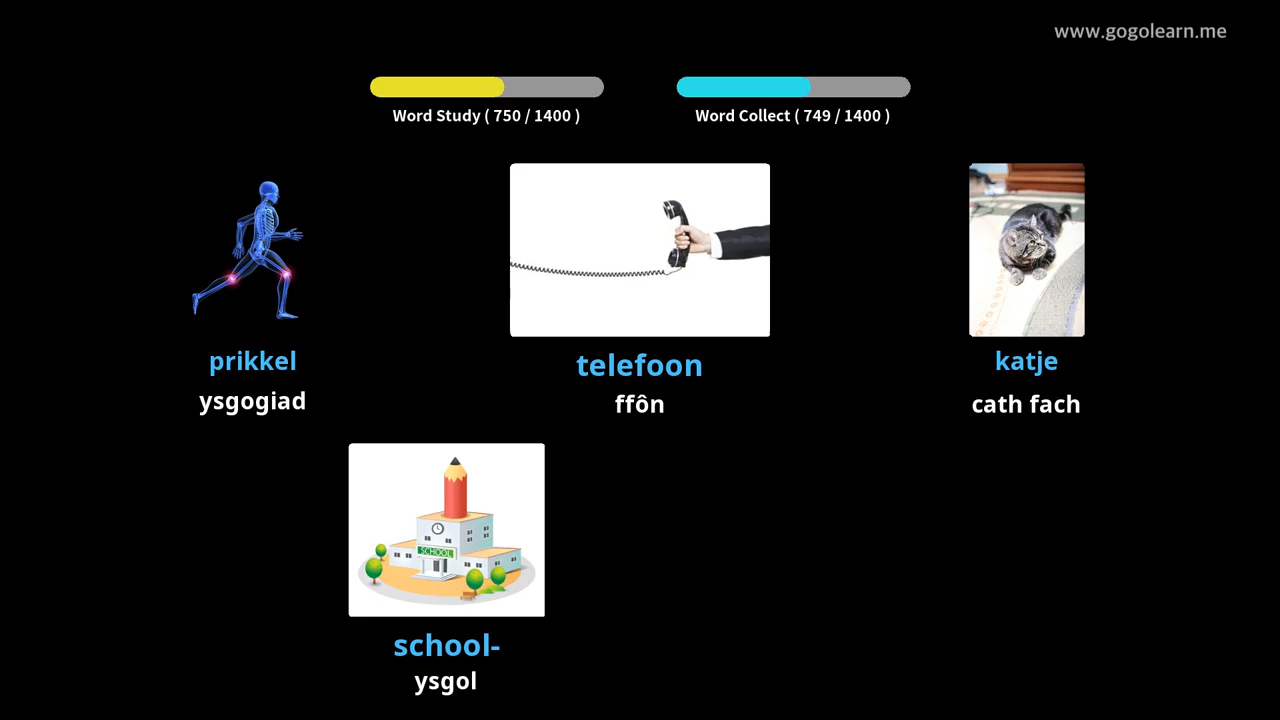 www.gogolearn.me
Word Study ( 750 / 1400 )
Word Collect ( 749 / 1400 )
prikkel
ysgogiad
telefoon
ffôn
katje
cath fach
SCHOOL
school-
ysgol